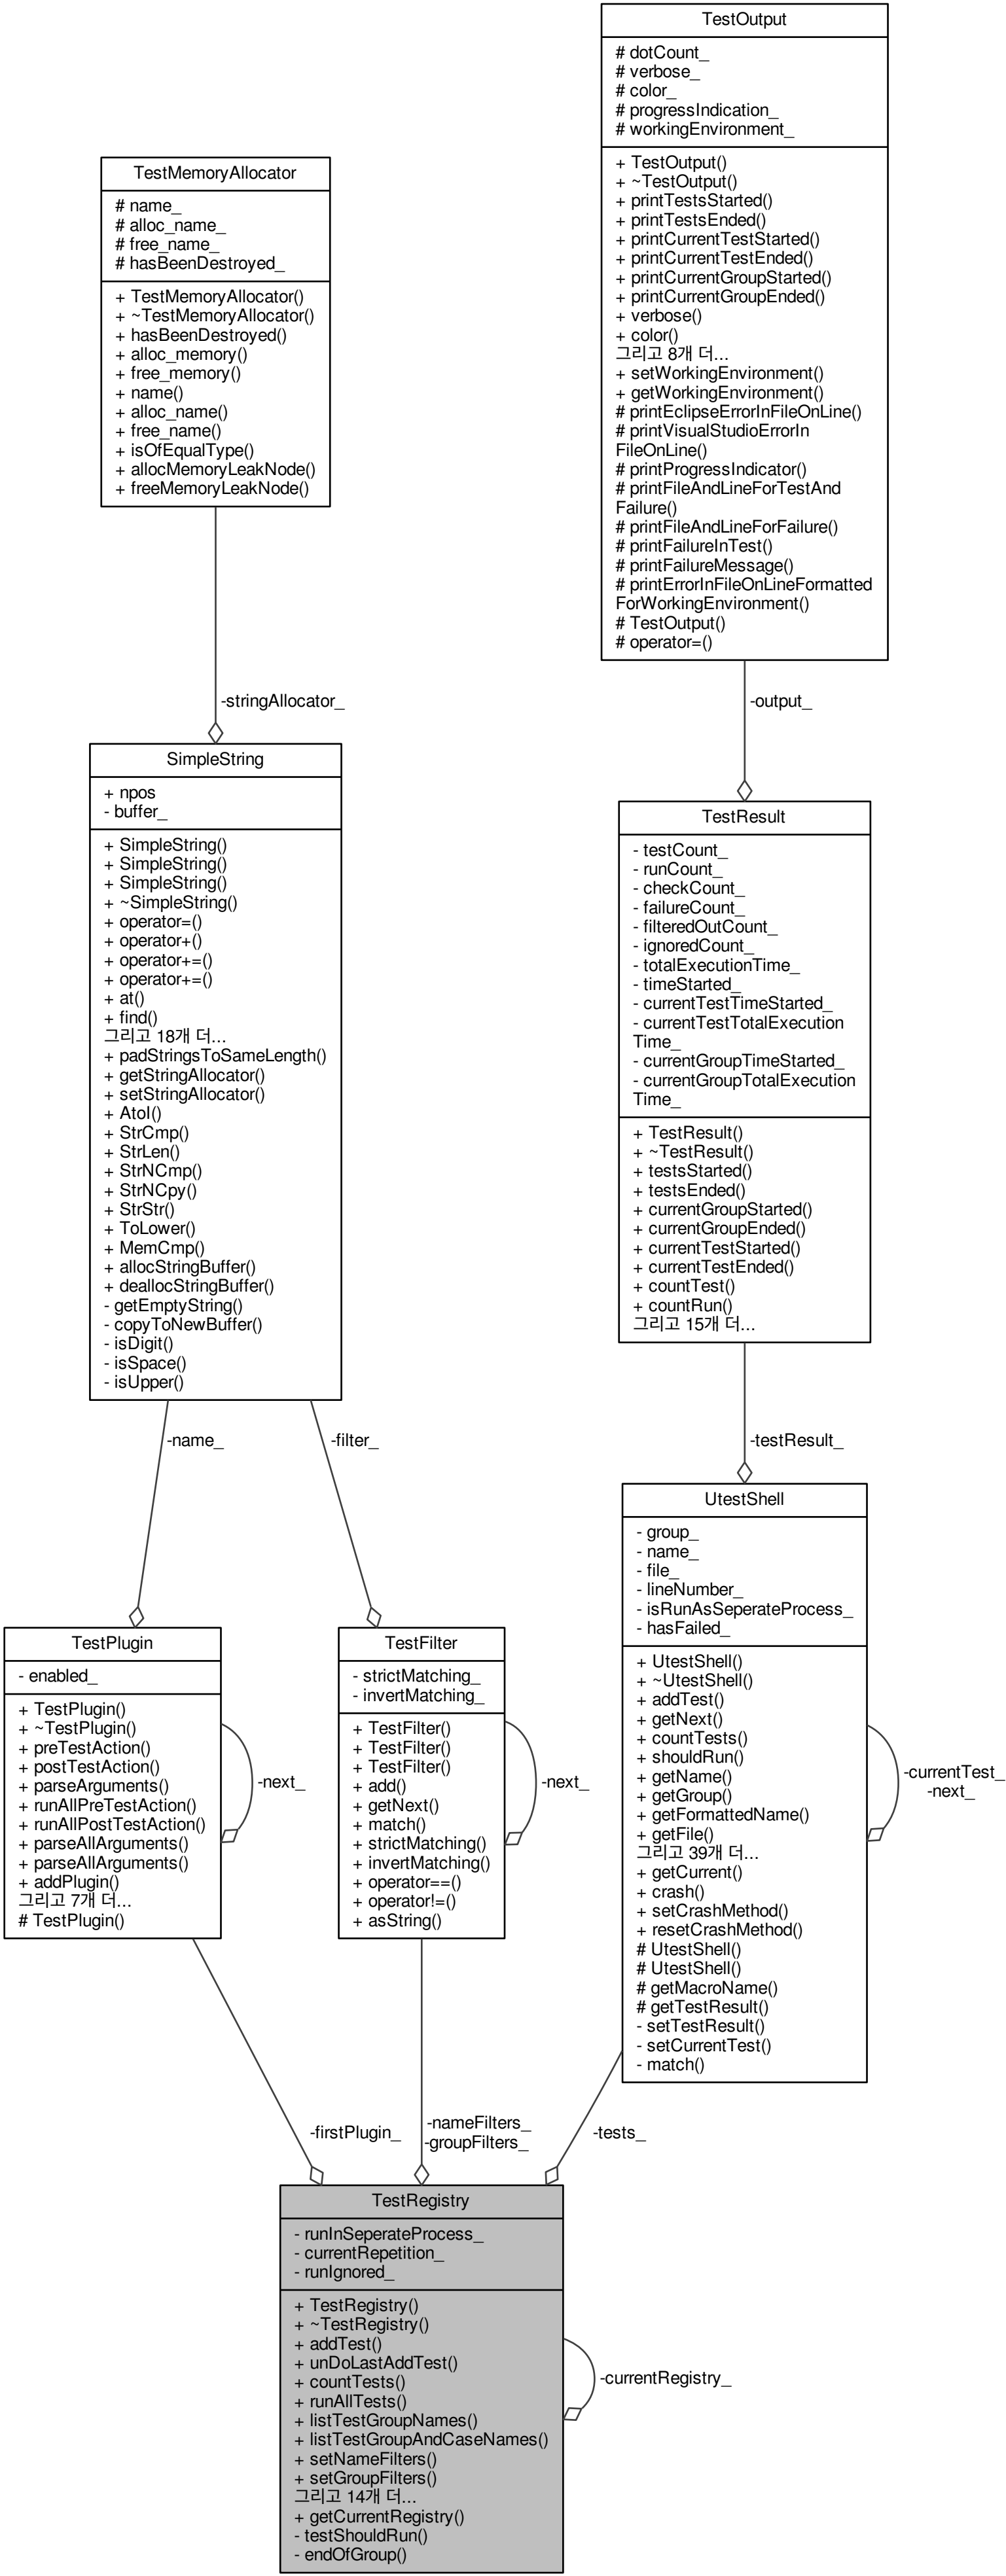 TestOutput
# dotCount_
# verbose_
# color_
# progressIndication_
# workingEnvironment_
+ TestOutput()
+ ~TestOutput()
+ printTestsStarted()
+ printTestsEnded()
+ printCurrentTestStarted()
+ printCurrentTestEnded()
+ printCurrentGroupStarted()
+ printCurrentGroupEnded()
+ verbose()
+ color()
그리고 8개 더...
+ setWorkingEnvironment()
+ getWorkingEnvironment()
# printEclipseErrorInFileOnLine()
# printVisualStudioErrorIn
FileOnLine()
# printProgressIndicator()
# printFileAndLineForTestAnd
Failure()
# printFileAndLineForFailure()
# printFailureInTest()
# printFailureMessage()
# printErrorInFileOnLineFormatted
ForWorkingEnvironment()
# TestOutput()
# operator=()
TestMemoryAllocator
# name_
# alloc_name_
# free_name_
# hasBeenDestroyed_
+ TestMemoryAllocator()
+ ~TestMemoryAllocator()
+ hasBeenDestroyed()
+ alloc_memory()
+ free_memory()
+ name()
+ alloc_name()
+ free_name()
+ isOfEqualType()
+ allocMemoryLeakNode()
+ freeMemoryLeakNode()
-stringAllocator_
-output_
SimpleString
+ npos
- buffer_
+ SimpleString()
+ SimpleString()
+ SimpleString()
+ ~SimpleString()
+ operator=()
+ operator+()
+ operator+=()
+ operator+=()
+ at()
+ find()
그리고 18개 더...
+ padStringsToSameLength()
+ getStringAllocator()
+ setStringAllocator()
+ AtoI()
+ StrCmp()
+ StrLen()
+ StrNCmp()
+ StrNCpy()
+ StrStr()
+ ToLower()
+ MemCmp()
+ allocStringBuffer()
+ deallocStringBuffer()
- getEmptyString()
- copyToNewBuffer()
- isDigit()
- isSpace()
- isUpper()
TestResult
- testCount_
- runCount_
- checkCount_
- failureCount_
- filteredOutCount_
- ignoredCount_
- totalExecutionTime_
- timeStarted_
- currentTestTimeStarted_
- currentTestTotalExecution
Time_
- currentGroupTimeStarted_
- currentGroupTotalExecution
Time_
+ TestResult()
+ ~TestResult()
+ testsStarted()
+ testsEnded()
+ currentGroupStarted()
+ currentGroupEnded()
+ currentTestStarted()
+ currentTestEnded()
+ countTest()
+ countRun()
그리고 15개 더...
-name_
-filter_
-testResult_
TestPlugin
- enabled_
+ TestPlugin()
+ ~TestPlugin()
+ preTestAction()
+ postTestAction()
+ parseArguments()
+ runAllPreTestAction()
+ runAllPostTestAction()
+ parseAllArguments()
+ parseAllArguments()
+ addPlugin()
그리고 7개 더...
# TestPlugin()
-next_
TestFilter
- strictMatching_
- invertMatching_
+ TestFilter()
+ TestFilter()
+ TestFilter()
+ add()
+ getNext()
+ match()
+ strictMatching()
+ invertMatching()
+ operator==()
+ operator!=()
+ asString()
-next_
UtestShell
- group_
- name_
- file_
- lineNumber_
- isRunAsSeperateProcess_
- hasFailed_
+ UtestShell()
+ ~UtestShell()
+ addTest()
+ getNext()
+ countTests()
+ shouldRun()
+ getName()
+ getGroup()
+ getFormattedName()
+ getFile()
그리고 39개 더...
+ getCurrent()
+ crash()
+ setCrashMethod()
+ resetCrashMethod()
# UtestShell()
# UtestShell()
# getMacroName()
# getTestResult()
- setTestResult()
- setCurrentTest()
- match()
-currentTest_
-next_
-firstPlugin_
-nameFilters_
-groupFilters_
-tests_
TestRegistry
- runInSeperateProcess_
- currentRepetition_
- runIgnored_
+ TestRegistry()
+ ~TestRegistry()
+ addTest()
+ unDoLastAddTest()
+ countTests()
+ runAllTests()
+ listTestGroupNames()
+ listTestGroupAndCaseNames()
+ setNameFilters()
+ setGroupFilters()
그리고 14개 더...
+ getCurrentRegistry()
- testShouldRun()
- endOfGroup()
-currentRegistry_